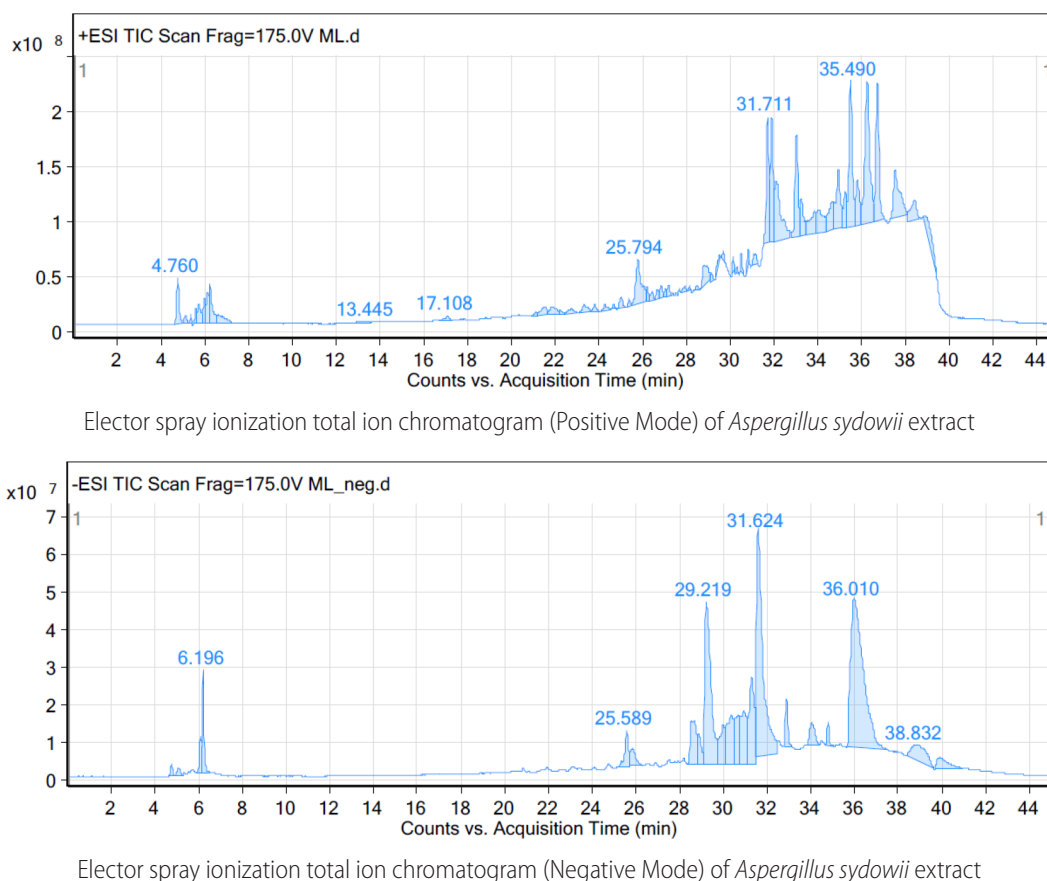 +ESI TIC Scan Frag=175.0V ML.d
x10 8
1
1
35.490
31.711
2
1.5
1
25.794
4.760
0.5
13.445
17.108
0
2 4 6 8 10 12 14 16 18 20 22 24 26 28 30 32 34 36 38 40 42 44
Counts vs. Acquisition Time (min)
Elector spray ionization total ion chromatogram (Positive Mode) of Aspergillus sydowii extract
-ESI TIC Scan Frag=175.0V ML_neg.d
x10 7
1
1
7
31.624
6
5
29.219
36.010
4
6.196
3
2
25.589
38.832
1
0
2 4 6 8 10 12 14 16 18 20 22 24 26 28 30 32 34 36 38 40 42 44
Counts vs. Acquisition Time (min)
Elector spray ionization total ion chromatogram (Negative Mode) of Aspergillus sydowii extract